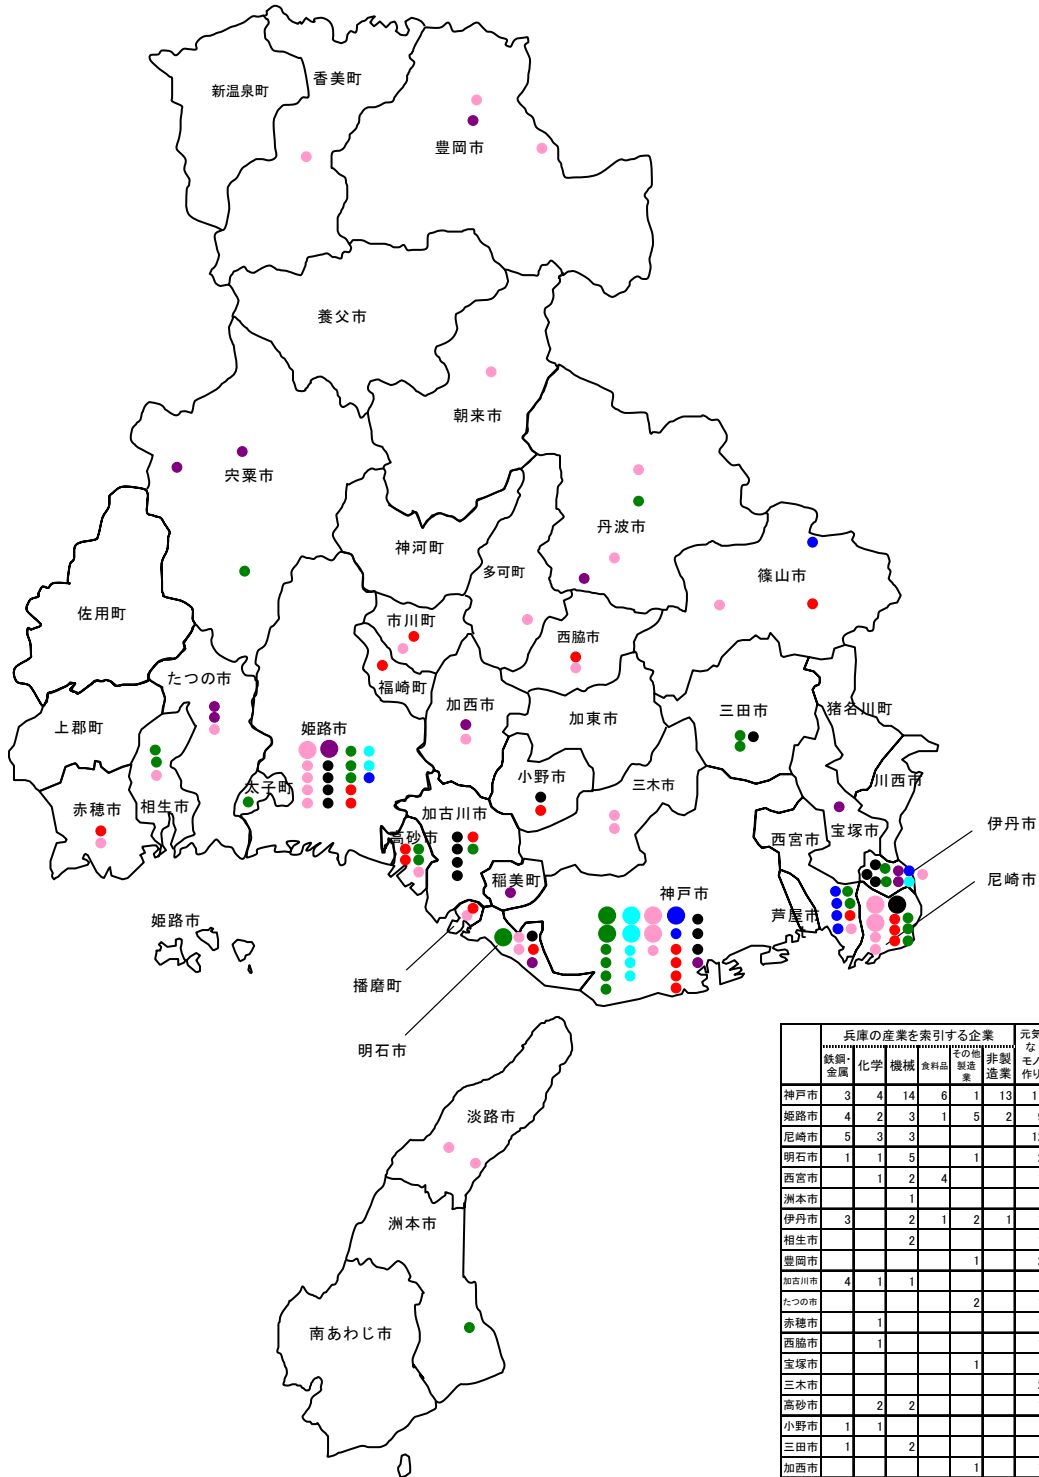 新温泉町
香美町
豊岡市
養父市
朝来市
宍粟市
丹波市
神河町
多可町
篠山市
佐用町
市川町
西脇市
たつの市
福崎町
加西市
加東市
三田市
猪名川町
上郡町
姫路市
小野市
三木市
川西市
太子町
赤穂市
相生市
加古川市
高砂市
西宮市
宝塚市
伊丹市
稲美町
神戸市
芦屋市
尼崎市
姫路市
播磨町
明石市
淡路市
洲本市
南あわじ市
兵庫の産業を索引する企業 元気なモノ作り
鉄鋼・金属 化学 機械 食料品 その他製造業 非製造業
神戸市 3 4 14 6 1 13 1
姫路市 4 2 3 1 5 2
尼崎市 5 3 3 1
明石市 1 1 5 1
西宮市 1 2 4
洲本市 1
伊丹市 3 2 1 2 1
相生市 2
豊岡市 1
加古川市 4 1 1
たつの市 2
赤穂市 1
西脇市 1
宝塚市 1
三木市
高砂市 2 2
小野市 1 1
三田市 1 2
加西市 1